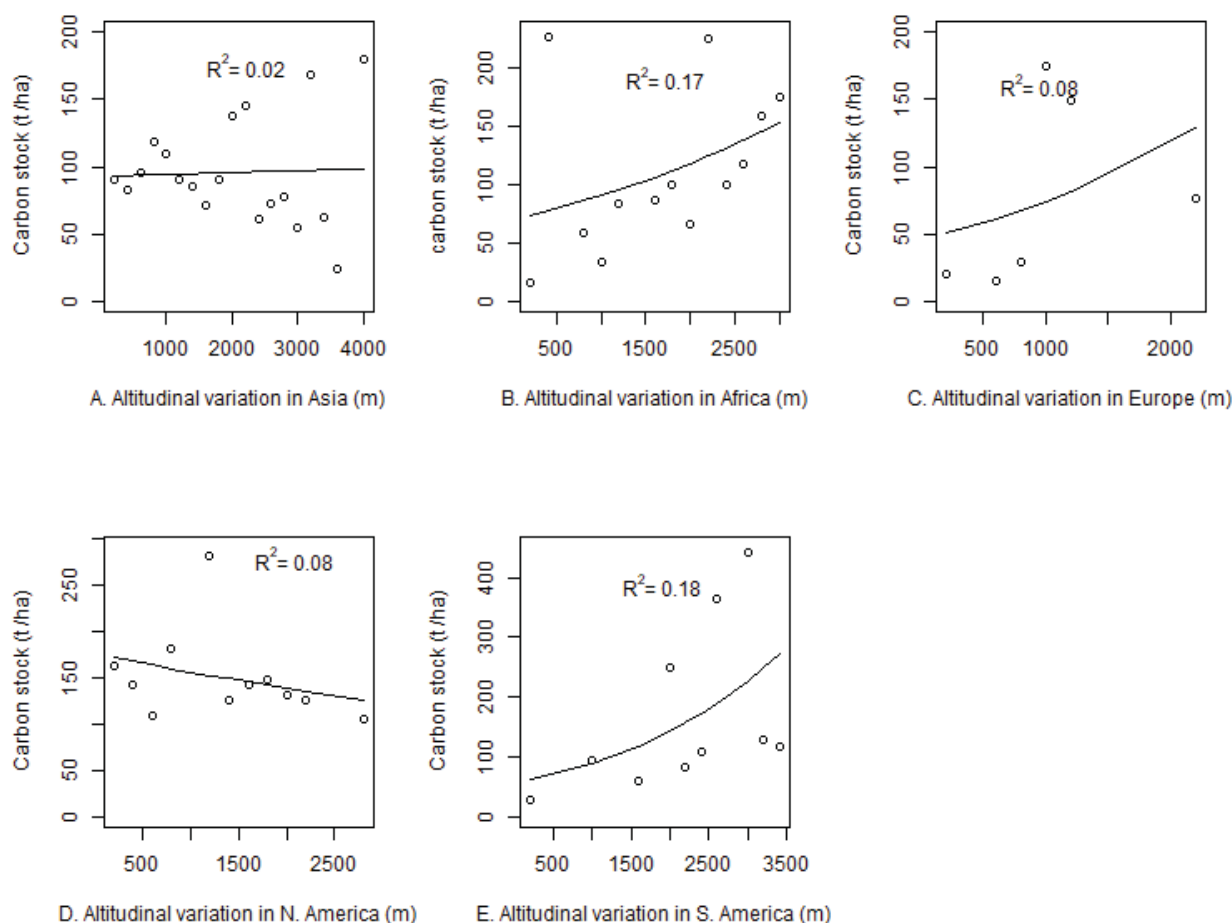 Carbon stock (t /ha)
200
150
100
50
0
R²= 0.02
1000 2000 3000 4000
A. Altitudinal variation in Asia (m)
carbon stock (t /ha)
200
150
100
50
0
R²= 0.17
500 1500 2500
B. Altitudinal variation in Africa (m)
Carbon stock (t /ha)
200
150
100
50
0
R²= 0.08
500 1000 2000
C. Altitudinal variation in Europe (m)
Carbon stock (t /ha)
250
150
50
0
R²= 0.08
500 1500 2500
D. Altitudinal variation in N. America (m)
Carbon stock (t /ha)
400
300
200
100
0
R²= 0.18
500 1500 2500 3500
E. Altitudinal variation in S. America (m)